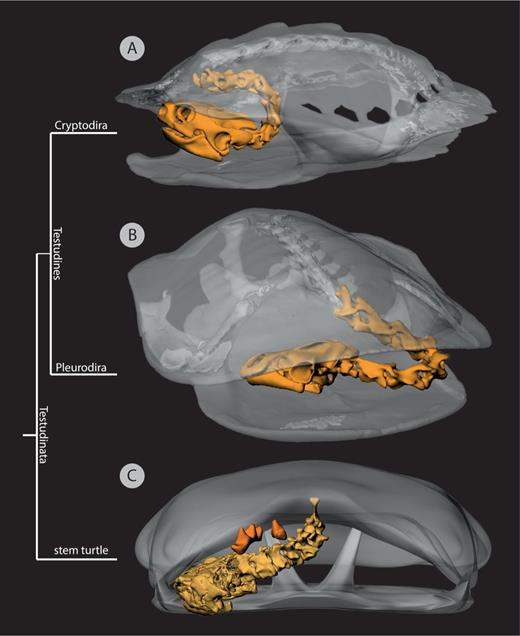 A
Cryptodira
Testudines
B
Pleurodira
Testudinata
C
stem turtle